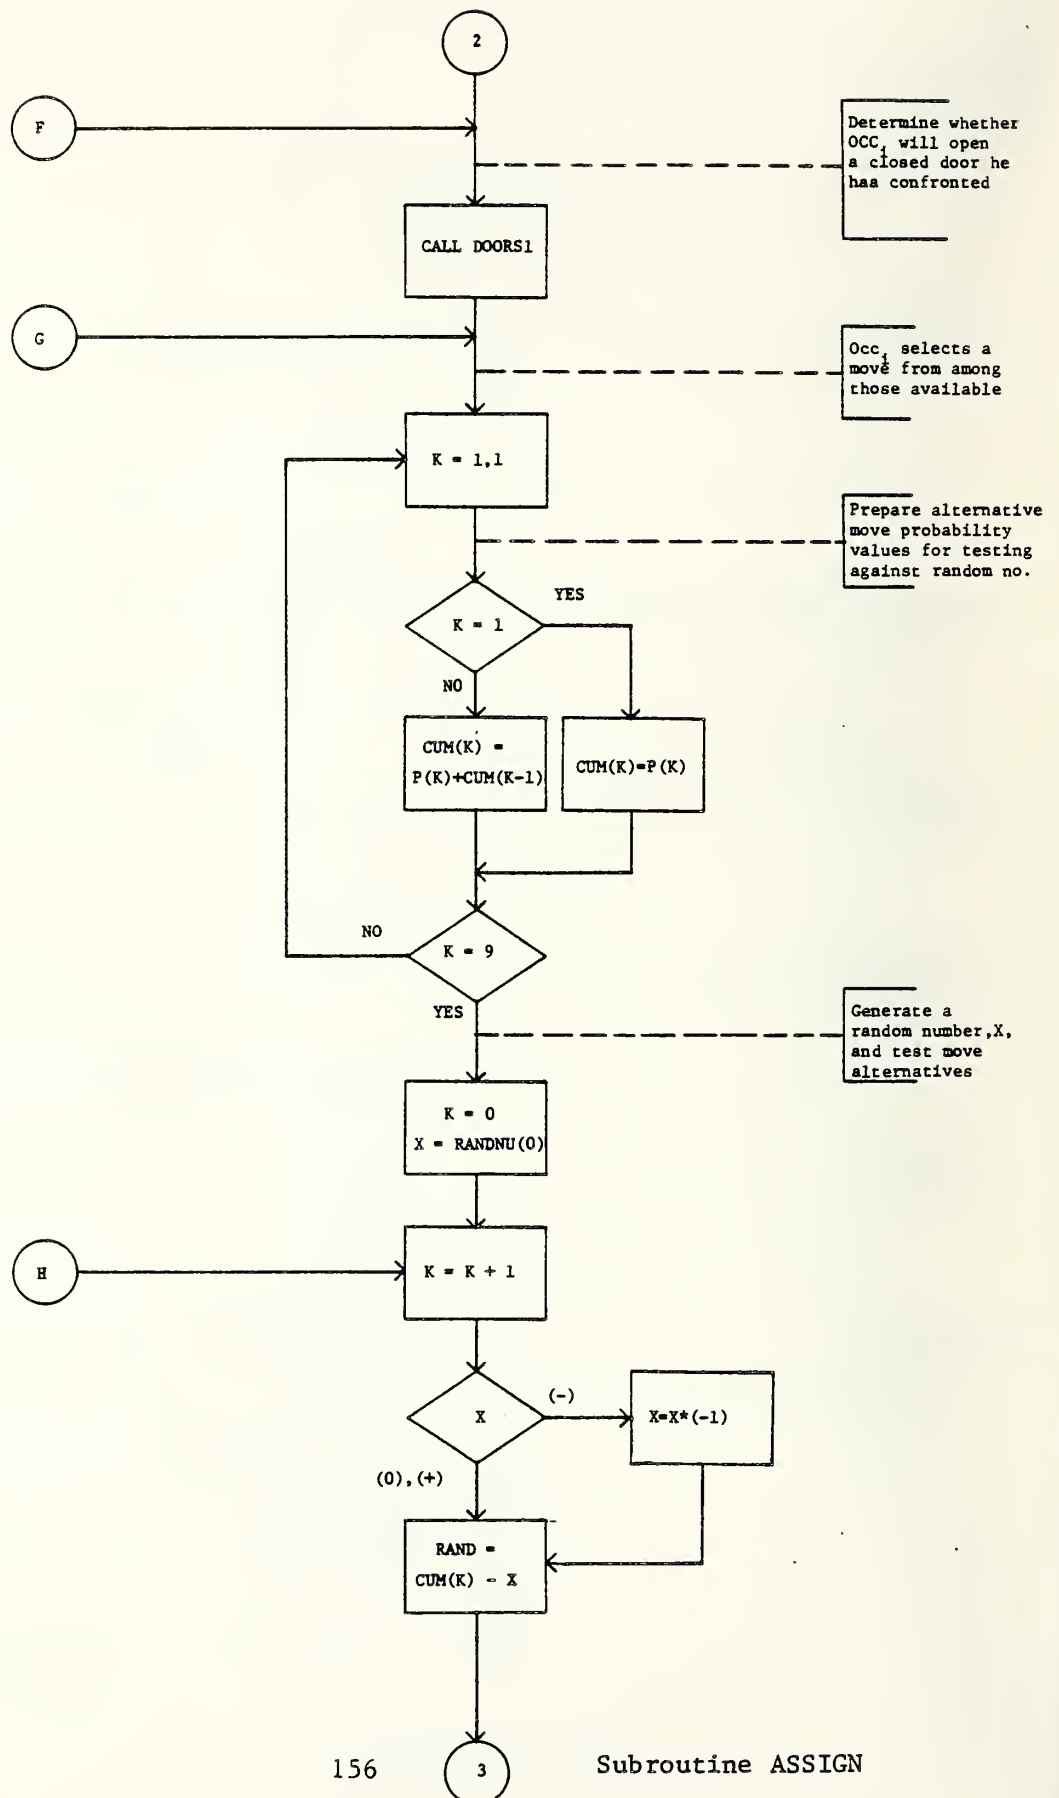 2
F
Determine whether
OCCi will open
a closed door he
haa confronted
CALL DOORS1
G
Occi selects a
move from among
those available
K = 1,1
Prepare alternative
move probability
values for testing
against random no.
YES
K = 1
NO
CUM(K) =
P(K)+CUM(K-1)
CUM(K)=P(K)
NO
K = 9
YES
Generate a
random number,X,
and test move
alternatives
K = 0
X = RANDNU(0)
H
K = K + 1
(-)
X
X=X*(-1)
(0),(+)
RAND =
CUM(K) - X
3
156
Subroutine ASSIGN